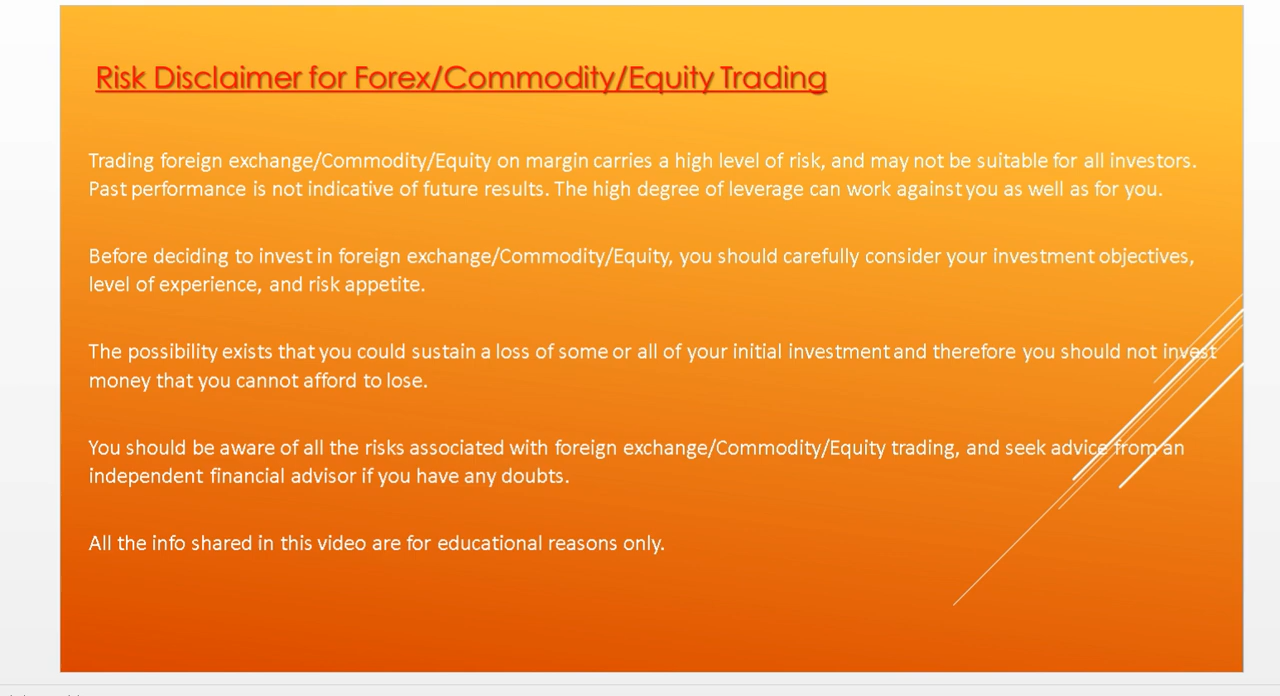 Risk Disclaimer for Forex/Commodity/Equity Trading
Trading foreign exchange/Commodity/Equity on margin carries a high level of risk, and may not be suitable for all investors.
Past performance is not indicative of future results. The high degree of leverage can work against you as well as for you.
Before deciding to invest in foreign exchange/Commodity/Equity, you should carefully consider your investment objectives,
level of experience, and risk appetite.
The possibility exists that you could sustain a loss of some or all of your initial investment and therefore you should not invest
money that you cannot afford to lose.
You should be aware of all the risks associated with foreign exchange/Commodity/Equity trading, and seek advice from an
independent financial advisor if you have any doubts.
All the info shared in this video are for educational reasons only.